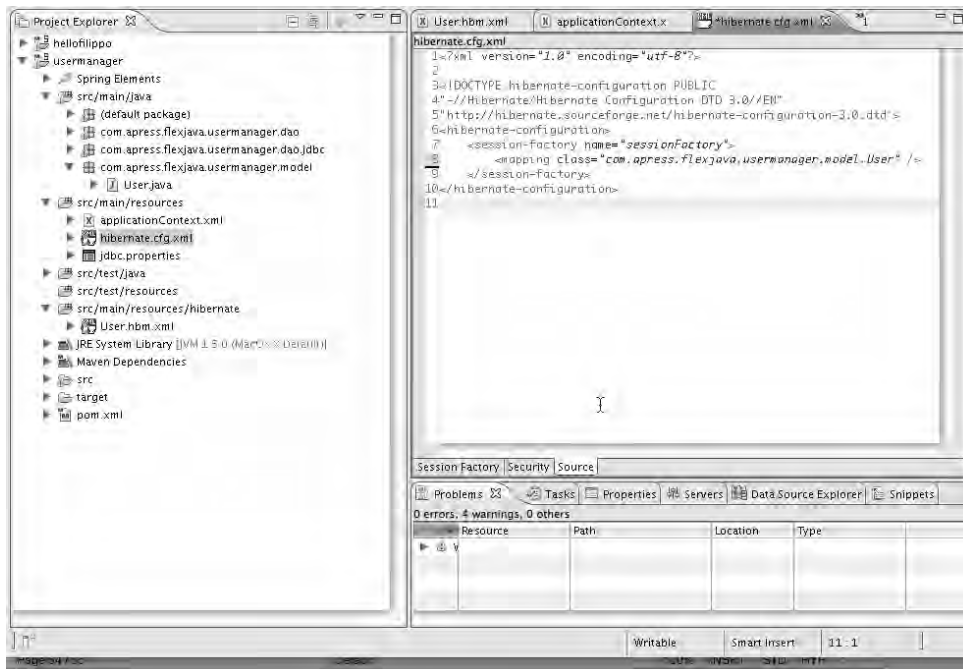 Project Explorer
hellofilippo
usermanager
Spring Elements
src/main/java
(default package)
com.apress.flexjava.usermanager.dao
com.apress.flexjava.usermanager.dao.jdbc
com.apress.flexjava.usermanager.model
User.java
src/main/resources
applicationContext.xml
hibernate.cfg.xml
jdbc.properties
src/test/java
src/test/resources
src/main/resources/hibernate
User.hbm.xml
JRE System Library [JVM 1.5.0 (MacOS X Default)]
Maven Dependencies
src
target
pom.xml
User.hbm.xml
applicationContext.x
*hibernate.cfg.xml
1
hibernate.cfg.xml
1 <?xml version="1.0" encoding="utf-8"?>
2
3 <!DOCTYPE hibernate-configuration PUBLIC
4 "-//Hibernate/Hibernate Configuration DTD 3.0//EN"
5 "http://hibernate.sourceforge.net/hibernate-configuration-3.0.dtd">
6 <hibernate-configuration>
7 <session-factory name="sessionFactory">
8 <mapping class="com.apress.flexjava.usermanager.model.User" />
9 </session-factory>
10 </hibernate-configuration>
11
Session Factory Security Source
Problems Tasks Properties Servers Data Source Explorer Snippets
0 errors, 4 warnings, 0 others
Resource Path Location Type
Writable Smart Insert 11 : 1